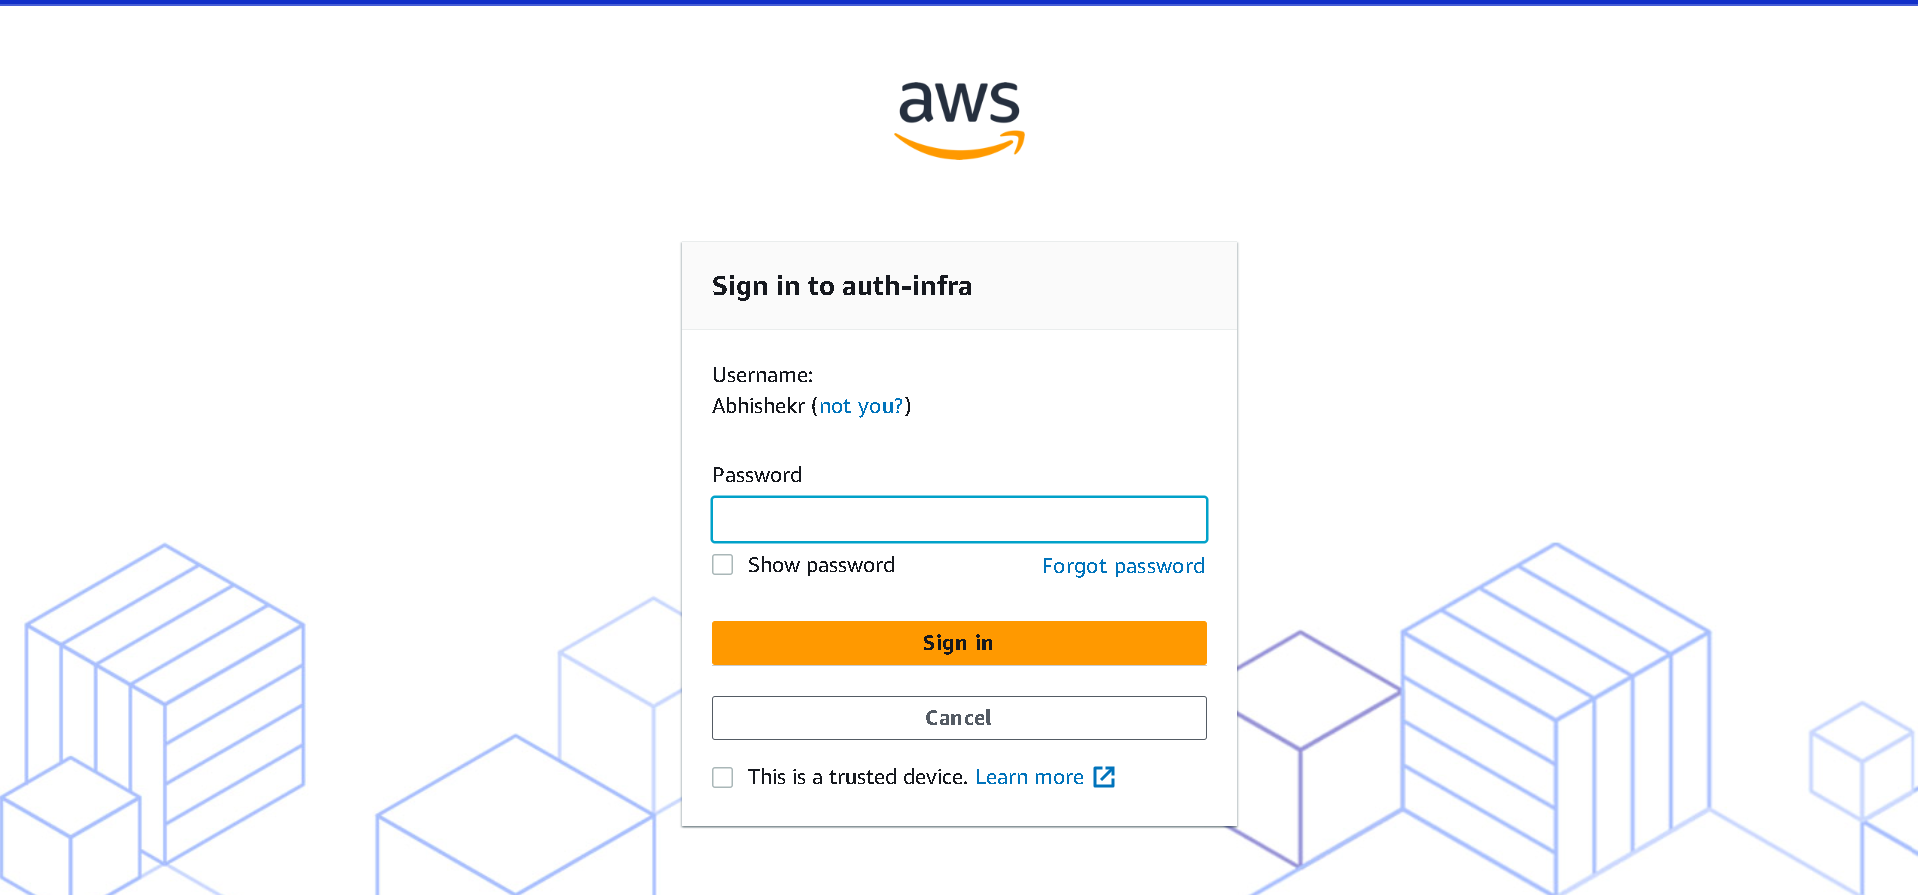 aws
Sign in to auth-infra
Username:
Abhishekr (not you?)
Password
Show password Forgot password
Sign in
Cancel
This is a trusted device. Learn more